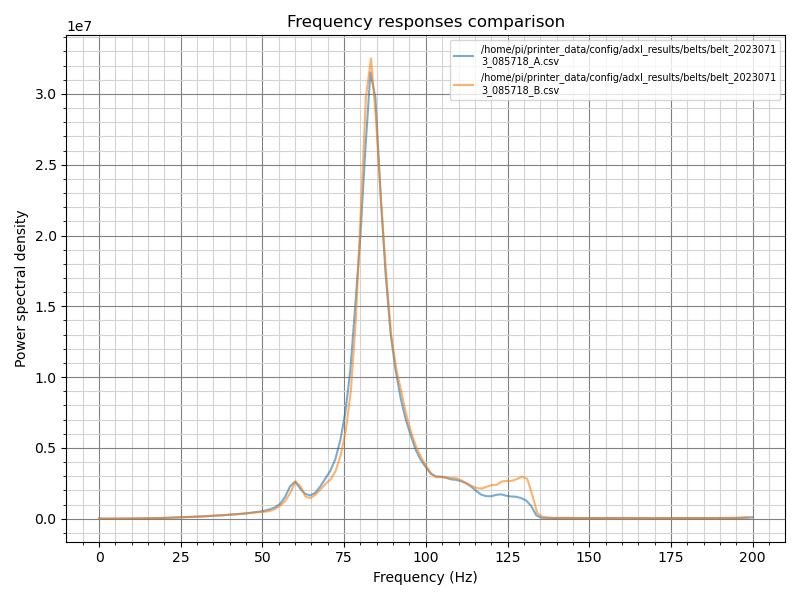 Frequency responses comparison
1e7
/home/pi/printer_data/config/adxl_results/belts/belt_2023071
3_085718_A.csv
/home/pi/printer_data/config/adxl_results/belts/belt_2023071
3_085718_B.csv
3.0
2.5
2.0
1.5
1.0
0.5
0.0
Power spectral density
0 25 50 75 100 125 150 175 200
Frequency (Hz)